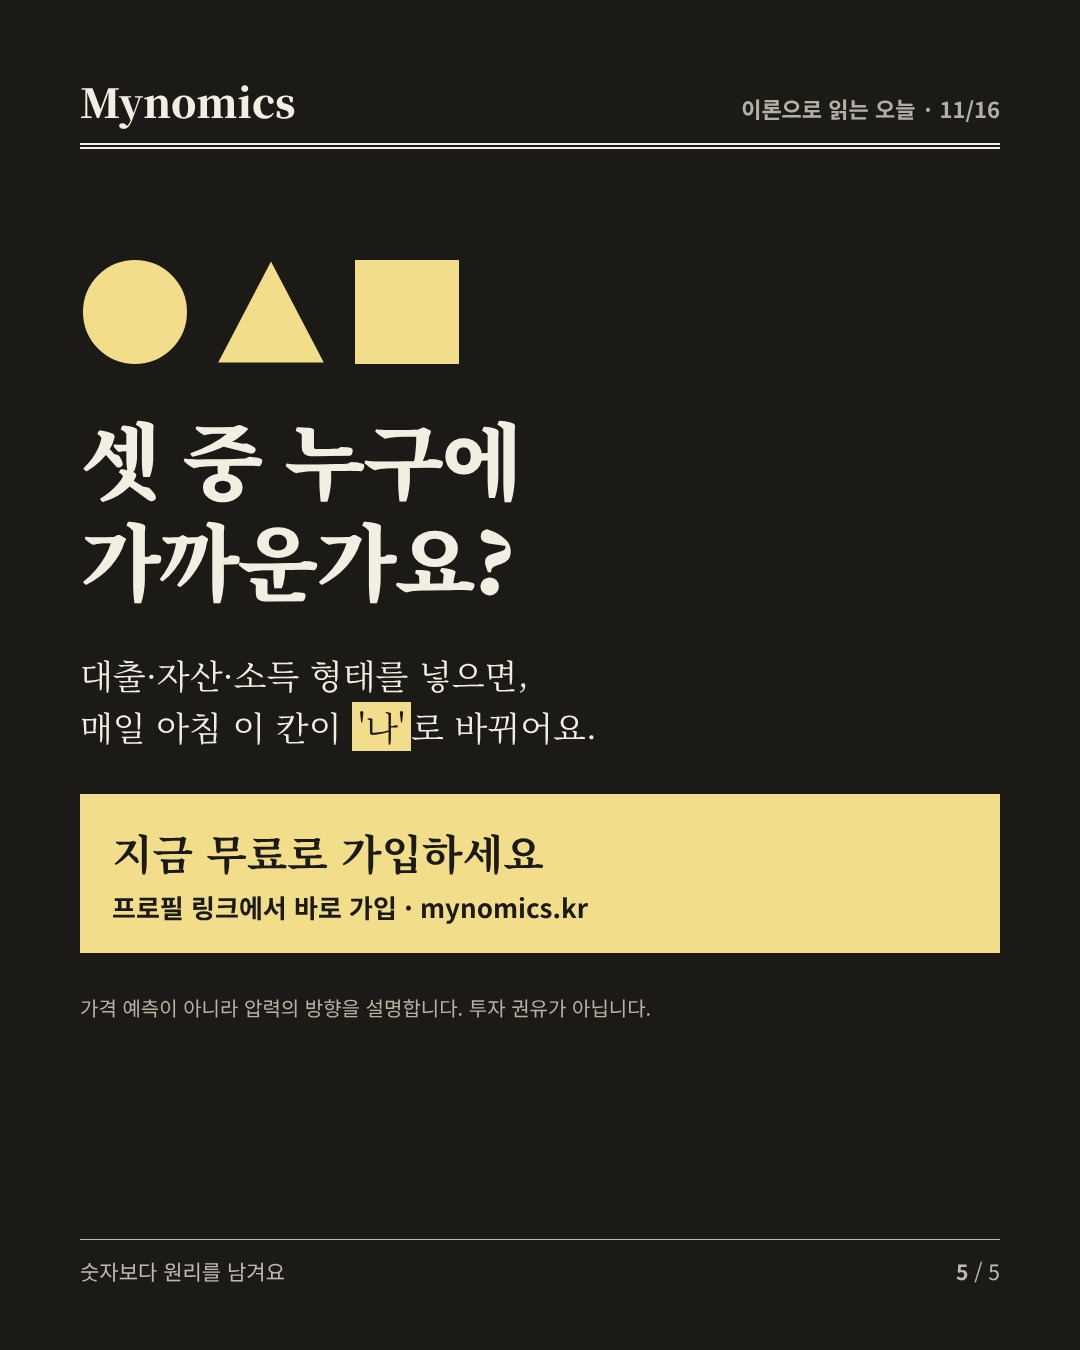 Mynomics
이론으로 읽는 오늘 · 11/16
셋 중 누구에
가까운가요?
대출·자산·소득 형태를 넣으면,
매일 아침 이 칸이 '나'로 바뀌어요.
지금 무료로 가입하세요
프로필 링크에서 바로 가입 · mynomics.kr
가격 예측이 아니라 압력의 방향을 설명합니다. 투자 권유가 아닙니다.
숫자보다 원리를 남겨요
5 / 5